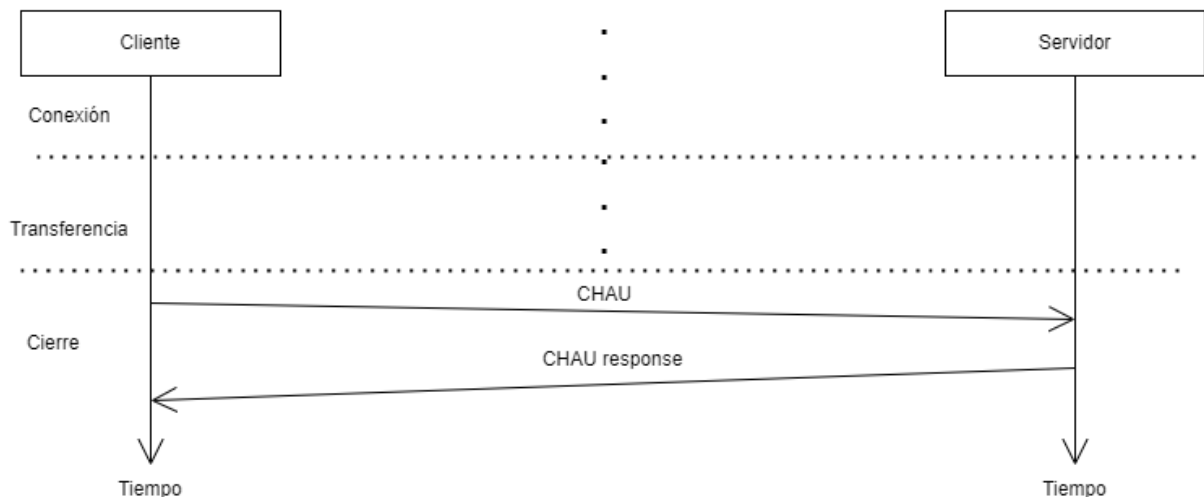 Cliente
Servidor
Conexión
Transferencia
CHAU
Cierre
CHAU response
Tiempo
Tiempo